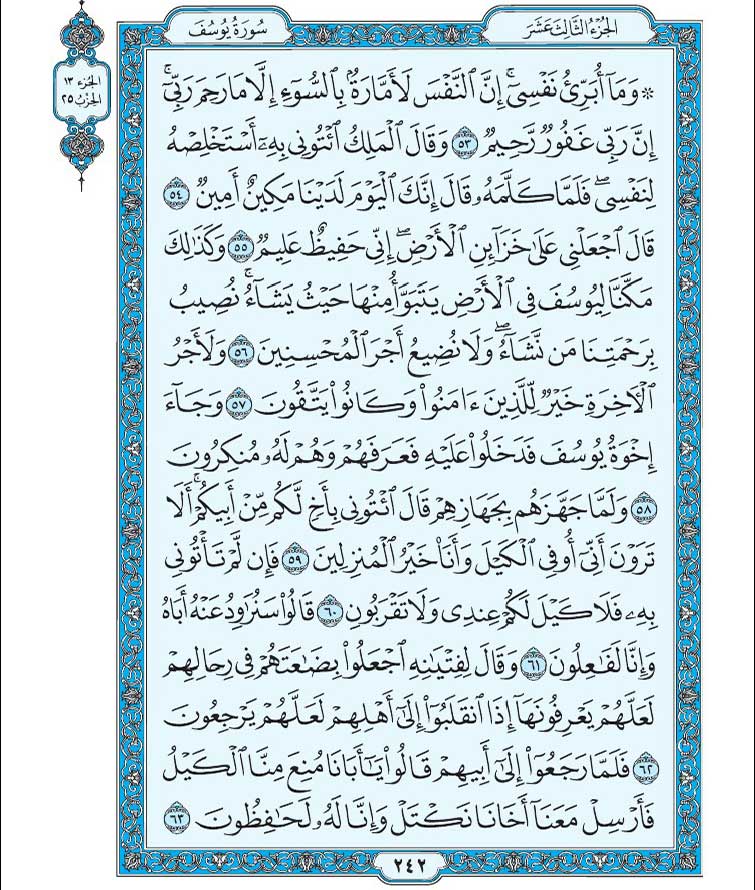 الجُزْءُ الثَّالِثَ عَشَرَ
سُورَةُ يُوسُفَ
الجزء ١٣
الحزب ٢٥
۞ وَمَآ أُبَرِّئُ نَفْسِيٓۚ إِنَّ ٱلنَّفْسَ لَأَمَّارَةُۢ بِٱلسُّوٓءِ إِلَّا مَا رَحِمَ رَبِّيٓۚ
إِنَّ رَبِّي غَفُورٞ رَّحِيمٞ ٥٣ وَقَالَ ٱلْمَلِكُ ٱئْتُونِي بِهِۦٓ أَسْتَخْلِصْهُ
لِنَفْسِيۖ فَلَمَّا كَلَّمَهُۥ قَالَ إِنَّكَ ٱلْيَوْمَ لَدَيْنَا مَكِينٌ أَمِينٞ ٥٤
قَالَ ٱجْعَلْنِي عَلَىٰ خَزَآئِنِ ٱلْأَرْضِۖ إِنِّي حَفِيظٌ عَلِيمٞ ٥٥ وَكَذَٰلِكَ
مَكَّنَّا لِيُوسُفَ فِي ٱلْأَرْضِ يَتَبَوَّأُ مِنْهَا حَيْثُ يَشَآءُۚ نُصِيبُ
بِرَحْمَتِنَا مَن نَّشَآءُۖ وَلَا نُضِيعُ أَجْرَ ٱلْمُحْسِنِينَ ٥٦ وَلَأَجْرُ
ٱلْأٓخِرَةِ خَيْرٞ لِّلَّذِينَ ءَامَنُواْ وَكَانُواْ يَتَّقُونَ ٥٧ وَجَآءَ
إِخْوَةُ يُوسُفَ فَدَخَلُواْ عَلَيْهِ فَعَرَفَهُمْ وَهُمْ لَهُۥ مُنكِرُونَ
٥٨ وَلَمَّا جَهَّزَهُم بِجَهَازِهِمْ قَالَ ٱئْتُونِي بِأَخٖ لَّكُم مِّنْ أَبِيكُمْۚ أَلَا
تَرَوْنَ أَنِّيٓ أُوفِي ٱلْكَيْلَ وَأَنَا۠ خَيْرُ ٱلْمُنزِلِينَ ٥٩ فَإِن لَّمْ تَأْتُونِي
بِهِۦ فَلَا كَيْلَ لَكُمْ عِندِي وَلَا تَقْرَبُونِ ٦٠ قَالُواْ سَنُرَٰوِدُ عَنْهُ أَبَاهُ
وَإِنَّا لَفَٰعِلُونَ ٦١ وَقَالَ لِفِتْيَٰنِهِ ٱجْعَلُواْ بِضَٰعَتَهُمْ فِي رِحَالِهِمْ
لَعَلَّهُمْ يَعْرِفُونَهَآ إِذَا ٱنقَلَبُوٓاْ إِلَىٰٓ أَهْلِهِمْ لَعَلَّهُمْ يَرْجِعُونَ
٦٢ فَلَمَّا رَجَعُوٓاْ إِلَىٰٓ أَبِيهِمْ قَالُواْ يَٰٓأَبَانَا مُنِعَ مِنَّا ٱلْكَيْلُ
فَأَرْسِلْ مَعَنَآ أَخَانَا نَكْتَلْ وَإِنَّا لَهُۥ لَحَٰفِظُونَ ٦٣
٢٤٢